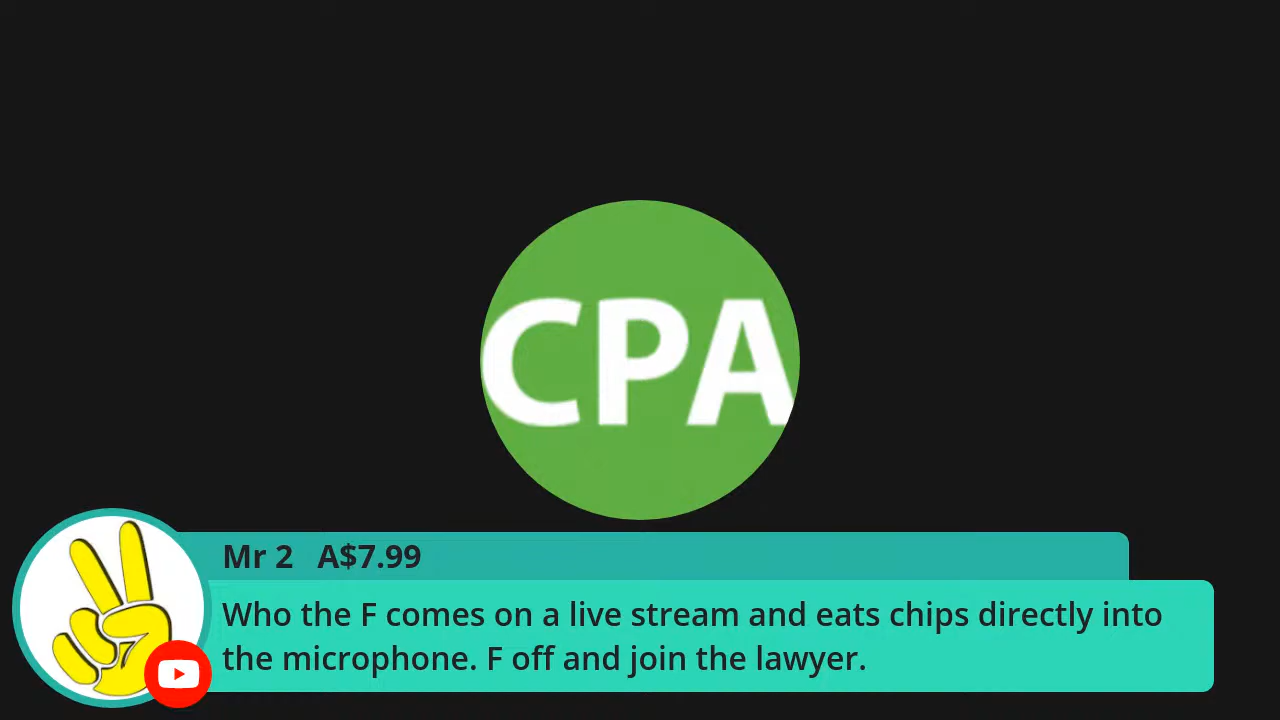 CPA
Mr 2 A$7.99
Who the F comes on a live stream and eats chips directly into
the microphone. F off and join the lawyer.